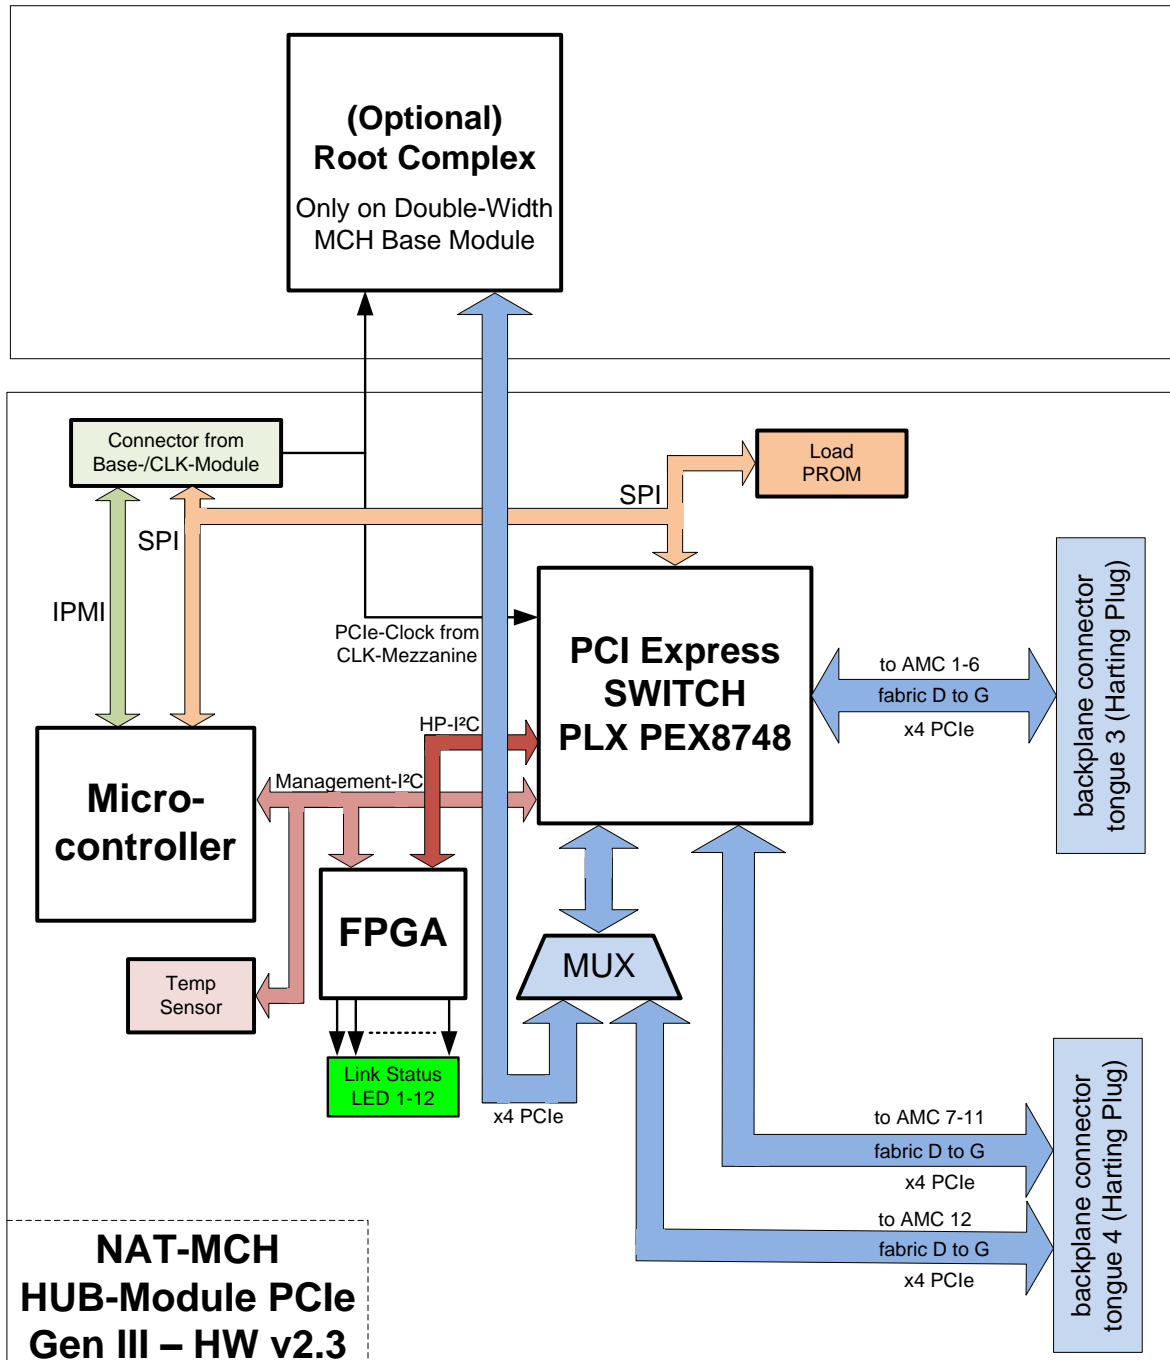 (Optional)
Root Complex
Only on Double-Width
MCH Base Module
Connector from
Base-/CLK-Module
Load
PROM
SPI
SPI
IPMI
PCIe-Clock from
CLK-Mezzanine
PCI Express
SWITCH
PLX PEX8748
to AMC 1-6
fabric D to G
x4 PCIe
backplane connector
tongue 3 (Harting Plug)
HP-I²C
Management-I²C
Micro-
controller
FPGA
MUX
Temp
Sensor
Link Status
LED 1-12
x4 PCIe
to AMC 7-11
fabric D to G
x4 PCIe
to AMC 12
fabric D to G
x4 PCIe
backplane connector
tongue 4 (Harting Plug)
NAT-MCH
HUB-Module PCIe
Gen III – HW v2.3